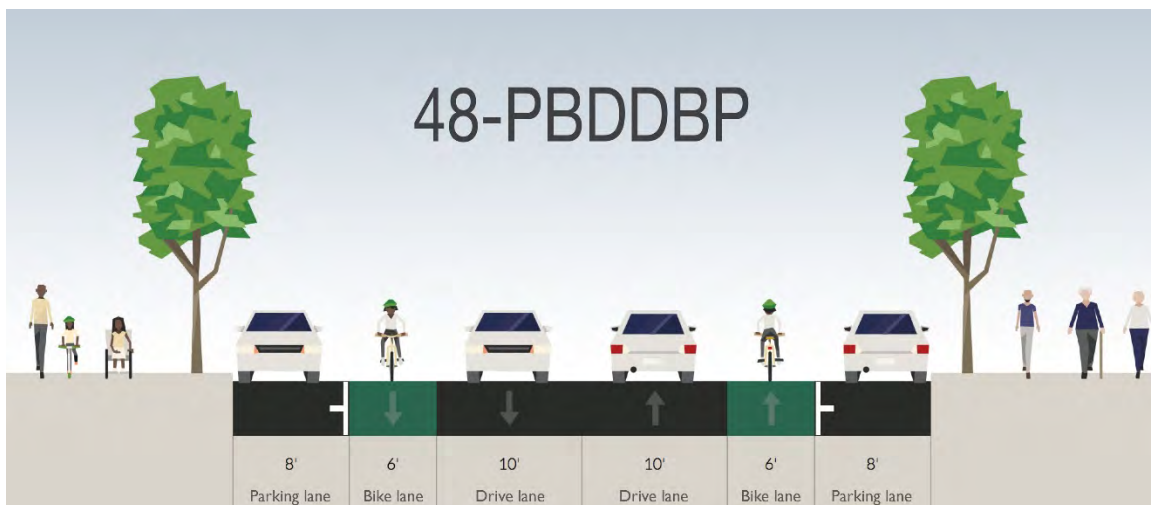 48-PBDDBP
8' 6' 10' 10' 6' 8'
Parking lane Bike lane Drive lane Drive lane Bike lane Parking lane